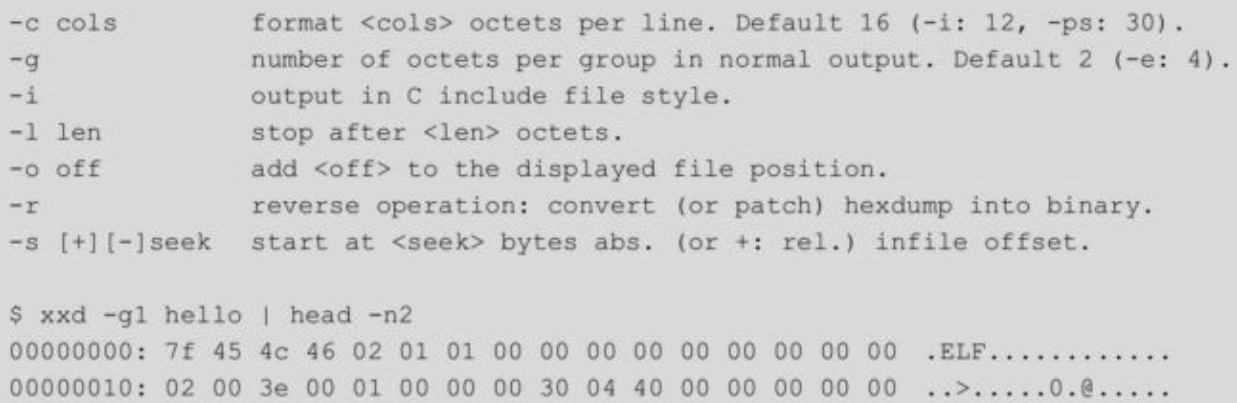 -c cols          format <cols> octets per line. Default 16 (-i: 12, -ps: 30).
-g               number of octets per group in normal output. Default 2 (-e: 4).
-i               output in C include file style.
-l len           stop after <len> octets.
-o off           add <off> to the displayed file position.
-r               reverse operation: convert (or patch) hexdump into binary.
-s [+][-]seek    start at <seek> bytes abs. (or +: rel.) infile offset.

$ xxd -g1 hello | head -n2
00000000: 7f 45 4c 46 02 01 01 00 00 00 00 00 00 00 00 00  .ELF............
00000010: 02 00 3e 00 01 00 00 00 30 04 40 00 00 00 00 00  ..>.....0.@.....